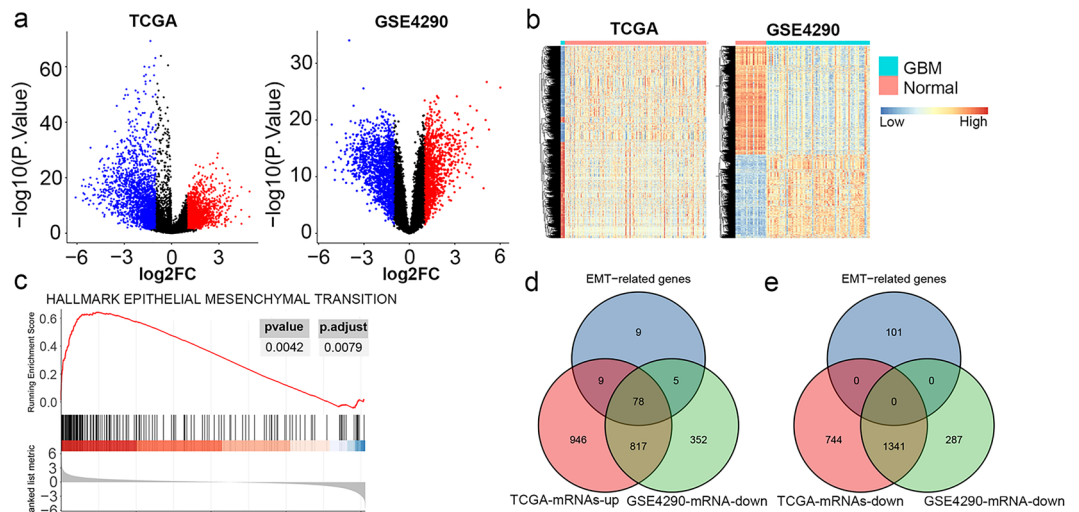 a
TCGA
GSE4290
−log10(P. Value)
60
40
20
0
−6
−3
0
3
log2FC
−log10(P. Value)
30
20
10
0
−3
0
3
6
log2FC
b
TCGA
GSE4290
GBM
Normal
Low
High
c
HALLMARK EPITHELIAL MESENCHYMAL TRANSITION
Running Enrichment Score
0.6
0.4
0.2
0.0
pvalue p.adjust
0.0042 0.0079
anked list metric
6
3
0
−3
−6
d
EMT−related genes
9
9
5
78
946
817
352
TCGA-mRNAs-up
GSE4290-mRNA-down
e
EMT−related genes
101
0
0
0
744
1341
287
TCGA-mRNAs-down
GSE4290-mRNA-down